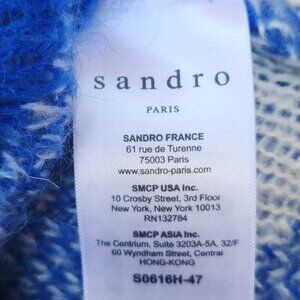 sandro
PARIS
SANDRO FRANCE
61 rue de Turenne
75003 Paris
www.sandro-paris.com
SMCP USA Inc.
10 Crosby Street, 3rd Floor
New York, New York 10013
RN132784
SMCP ASIA Inc.
The Centrium, Suite 3203A-5A, 32/F
60 Wyndham Street, Central
HONG-KONG
S0616H-47